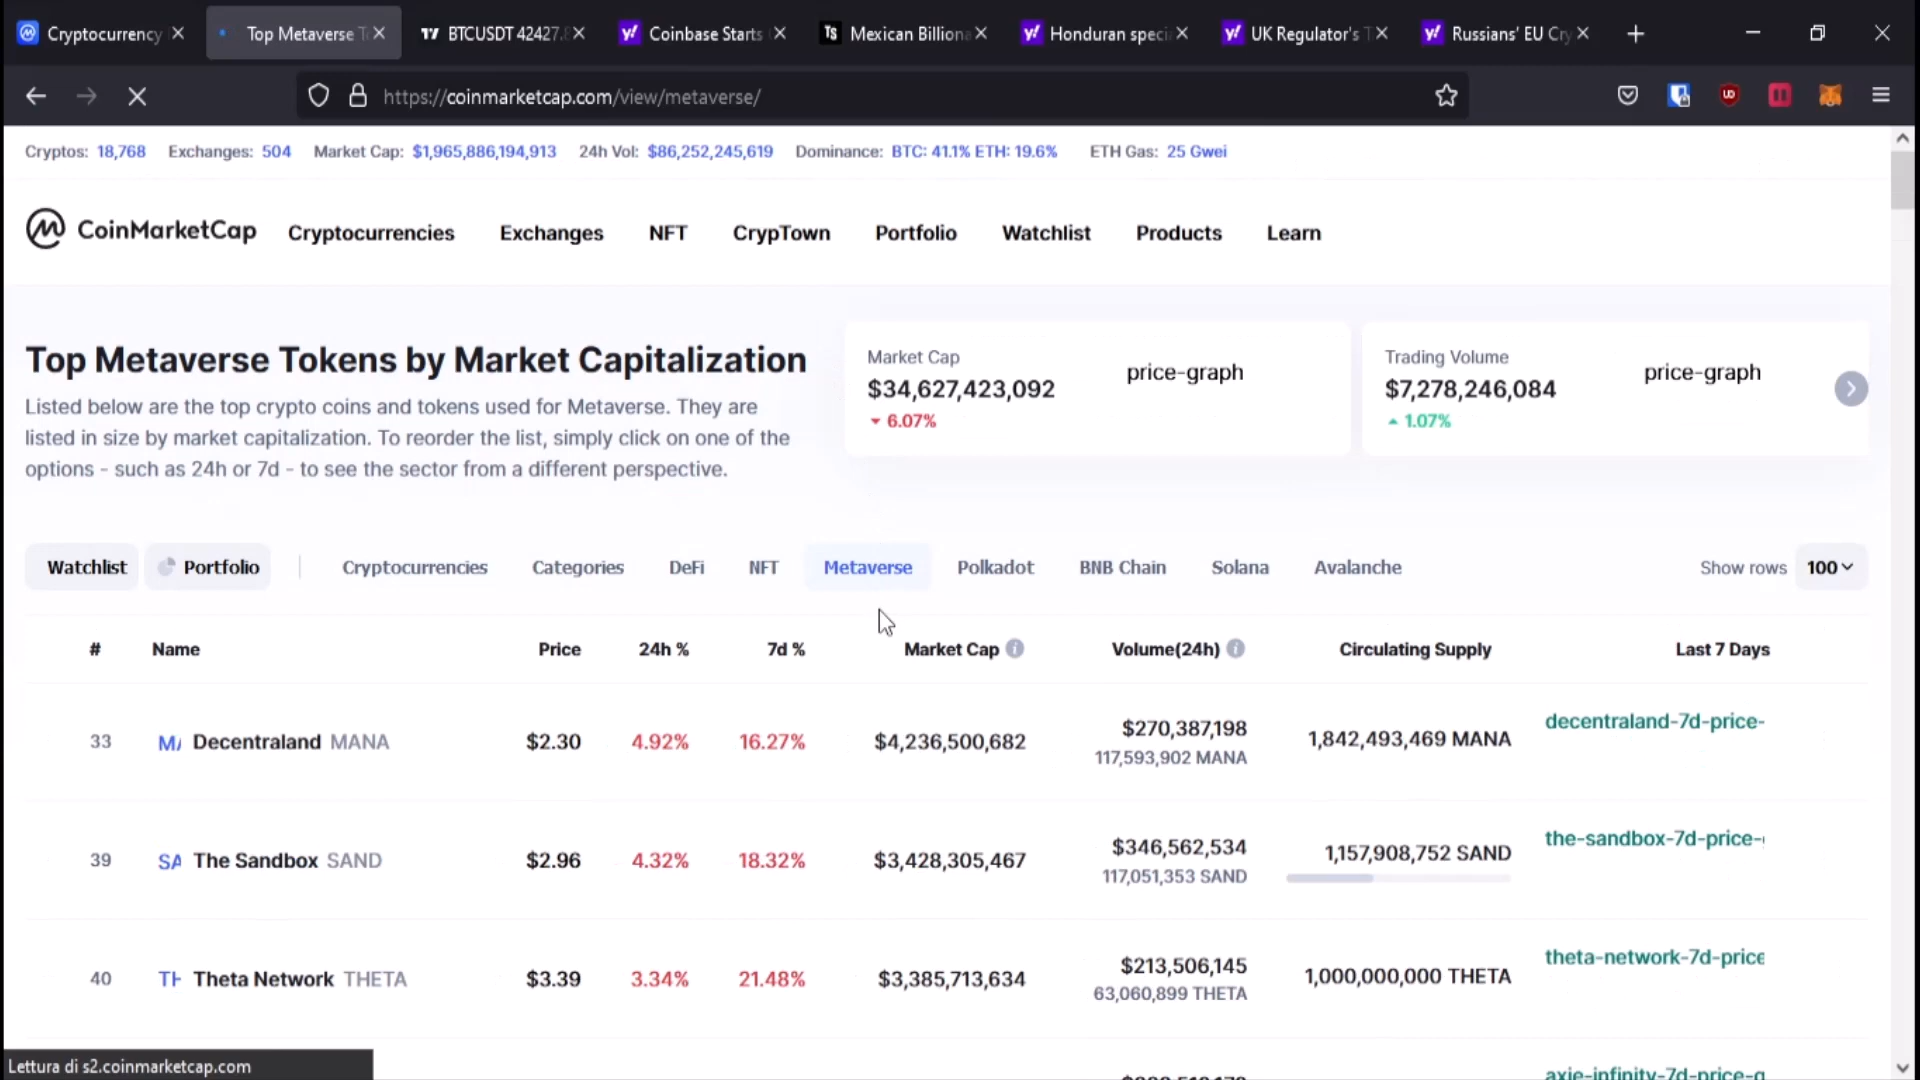 Cryptocurrency
Top Metaverse T
BTCUSDT 42427.8
Coinbase Starts
Mexican Billiona
Honduran specia
UK Regulator's T
Russians' EU Cry
https://coinmarketcap.com/view/metaverse/
Cryptos: 18,768 Exchanges: 504 Market Cap: $1,965,886,194,913 24h Vol: $86,252,245,619 Dominance: BTC: 41.1% ETH: 19.6% ETH Gas: 25 Gwei
CoinMarketCap Cryptocurrencies Exchanges NFT CrypTown Portfolio Watchlist Products Learn
Top Metaverse Tokens by Market Capitalization
Listed below are the top crypto coins and tokens used for Metaverse. They are
listed in size by market capitalization. To reorder the list, simply click on one of the
options - such as 24h or 7d - to see the sector from a different perspective.
Market Cap
$34,627,423,092
6.07%
price-graph
Trading Volume
$7,278,246,084
1.07%
price-graph
Watchlist Portfolio Cryptocurrencies Categories DeFi NFT Metaverse Polkadot BNB Chain Solana Avalanche Show rows 100
# Name Price 24h % 7d % Market Cap Volume(24h) Circulating Supply Last 7 Days
33 MA Decentraland MANA $2.30 4.92% 16.27% $4,236,500,682 $270,387,198 1,842,493,469 MANA decentraland-7d-price-
117,593,902 MANA
39 SA The Sandbox SAND $2.96 4.32% 18.32% $3,428,305,467 $346,562,534 1,157,908,752 SAND the-sandbox-7d-price-
117,051,353 SAND
40 TH Theta Network THETA $3.39 3.34% 21.48% $3,385,713,634 $213,506,145 1,000,000,000 THETA theta-network-7d-price
63,060,899 THETA
axie-infinity-7d-price-g
Lettura di s2.coinmarketcap.com